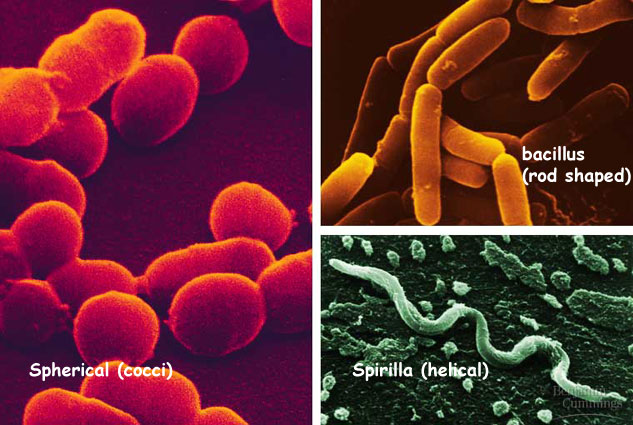 bacillus
(rod shaped)
Spherical (cocci)
Spirilla (helical)
© Benjamin
Cummings